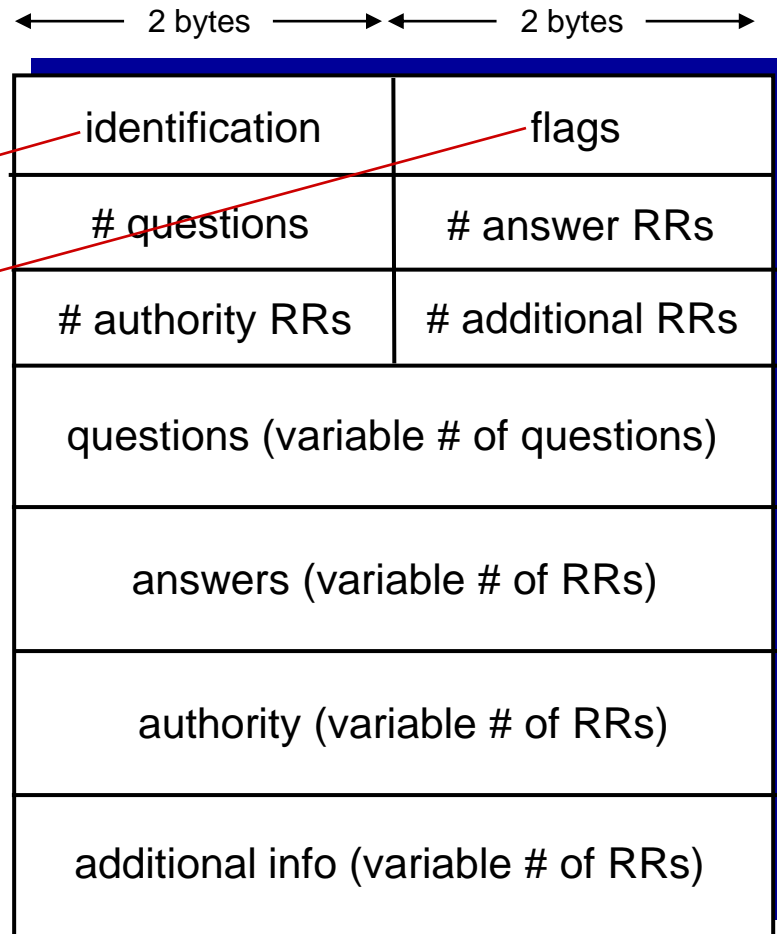 2 bytes 2 bytes
identification flags
# questions # answer RRs
# authority RRs # additional RRs
questions (variable # of questions)
answers (variable # of RRs)
authority (variable # of RRs)
additional info (variable # of RRs)